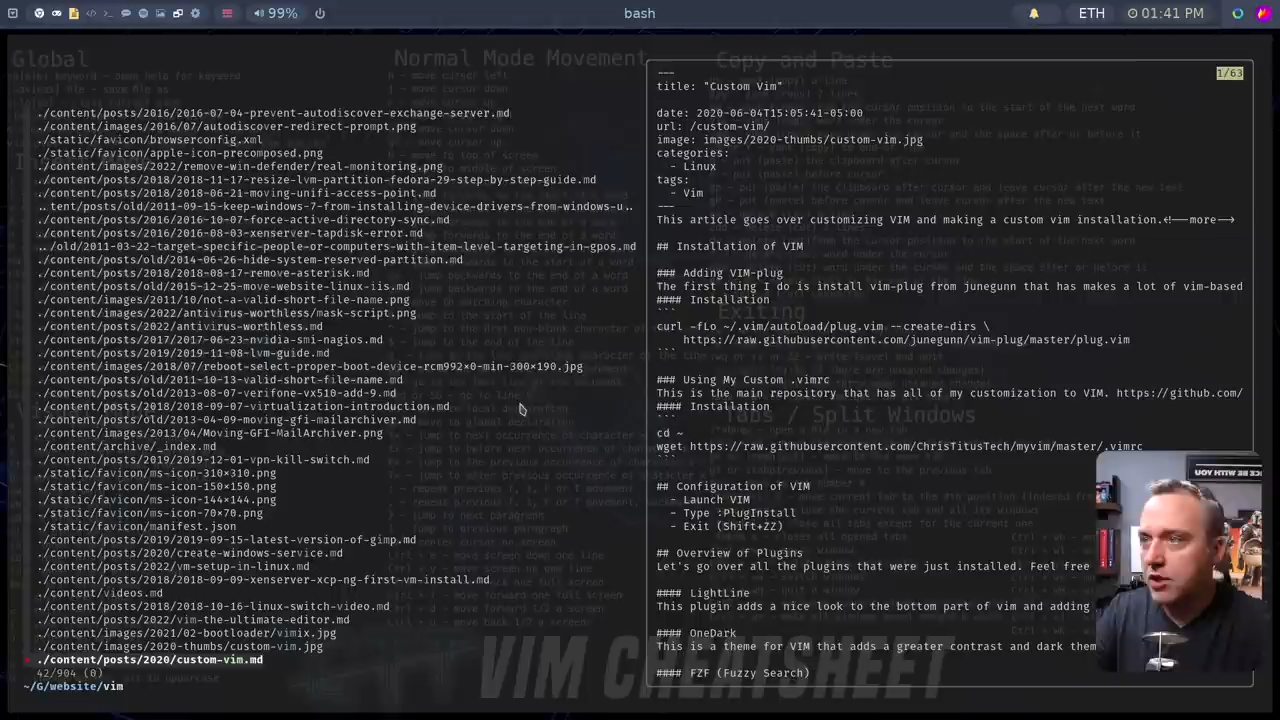 99%
bash
ETH
01:41 PM
Global
Normal Mode Movement
Copy and Paste
./content/posts/2016/2016-07-04-prevent-autodiscover-exchange-server.md
./content/images/2016/07/autodiscover-redirect-prompt.png
./static/favicon/browserconfig.xml
./static/favicon/apple-icon-precomposed.png
./content/images/2022/remove-win-defender/real-monitoring.png
./content/posts/2018/2018-11-17-resize-lvm-partition-fedora-29-step-by-step-guide.md
./content/posts/2018/2018-06-21-moving-unifi-access-point.md
..tent/posts/old/2011-09-15-keep-windows-7-from-installing-device-drivers-from-windows-u..
./content/posts/2016/2016-10-07-force-active-directory-sync.md
./content/posts/2016/2016-08-03-xenserver-tapdisk-error.md
../old/2011-03-22-target-specific-people-or-computers-with-item-level-targeting-in-gpos.md
./content/posts/old/2014-06-26-hide-system-reserved-partition.md
./content/posts/2018/2018-08-17-remove-asterisk.md
./content/posts/old/2015-12-25-move-website-linux-iis.md
./content/images/2011/10/not-a-valid-short-file-name.png
./content/images/2022/antivirus-worthless/mask-script.png
./content/posts/2022/antivirus-worthless.md
./content/posts/2017/2017-06-23-nvidia-smi-nagios.md
./content/posts/2019/2019-11-08-lvm-guide.md
./content/images/2018/07/reboot-select-proper-boot-device-rcm992×0-min-300×190.jpg
./content/posts/old/2011-10-13-valid-short-file-name.md
./content/posts/old/2013-08-07-verifone-vx510-add-9.md
./content/posts/2018/2018-09-07-virtualization-introduction.md
./content/posts/old/2013-04-09-moving-gfi-mailarchiver.md
./content/images/2013/04/Moving-GFI-MailArchiver.png
./content/archive/_index.md
./content/posts/2019/2019-12-01-vpn-kill-switch.md
./static/favicon/ms-icon-310×310.png
./static/favicon/ms-icon-150×150.png
./static/favicon/ms-icon-144×144.png
./static/favicon/ms-icon-70×70.png
./static/favicon/manifest.json
./content/posts/2019/2019-09-15-latest-version-of-gimp.md
./content/posts/2020/create-windows-service.md
./content/posts/2022/vm-setup-in-linux.md
./content/posts/2018/2018-09-09-xenserver-xcp-ng-first-vm-install.md
./content/videos.md
./content/posts/2018/2018-10-16-linux-switch-video.md
./content/posts/2022/vim-the-ultimate-editor.md
./content/images/2021/02-bootloader/vimix.jpg
./content/images/2020-thumbs/custom-vim.jpg
./content/posts/2020/custom-vim.md
42/904 (0)
~/G/website/vim
---
1/63
title: "Custom Vim"
date: 2020-06-04T15:05:41-05:00
url: /custom-vim/
image: images/2020-thumbs/custom-vim.jpg
categories:
- Linux
tags:
- Vim
---
This article goes over customizing VIM and making a custom vim installation.<!--more-->
## Installation of VIM
### Adding VIM-plug
The first thing I do is install vim-plug from junegunn that has makes a lot of vim-based
#### Installation
```
curl -fLo ~/.vim/autoload/plug.vim --create-dirs \
https://raw.githubusercontent.com/junegunn/vim-plug/master/plug.vim
```
### Using My Custom .vimrc
This is the main repository that has all of my customization to VIM. https://github.com/
#### Installation
```
cd ~
wget https://raw.githubusercontent.com/ChrisTitusTech/myvim/master/.vimrc
```
## Configuration of VIM
- Launch VIM
- Type :PlugInstall
- Exit (Shift+ZZ)
## Overview of Plugins
Let's go over all the plugins that were just installed. Feel free
#### LightLine
This plugin adds a nice look to the bottom part of vim and adding
#### OneDark
This is a theme for VIM that adds a greater contrast and dark them
#### FZF (Fuzzy Search)
Exiting
Tabs / Split Windows
VIM CHEATSHEET